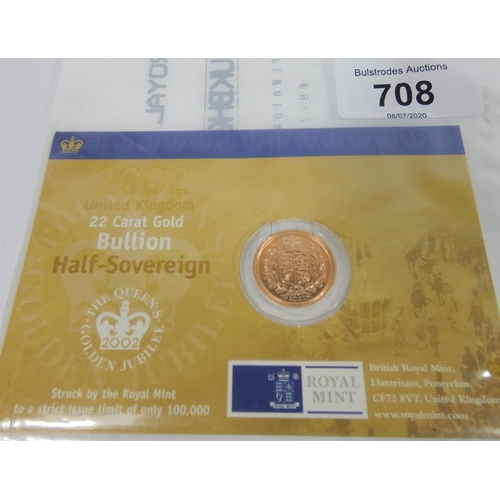 Bulstrodes Auctions
708
06/07/2020
2002
United Kingdom
22 Carat Gold
Bullion
Half-Sovereign
THE QUEEN'S
2002
GOLDEN JUBILEE
Struck by the Royal Mint
to a strict issue limit of only 100,000
ROYAL
MINT
British Royal Mint,
Llantrisant, Pontyclun,
CF72 8YT, United Kingdom
www.royalmint.com